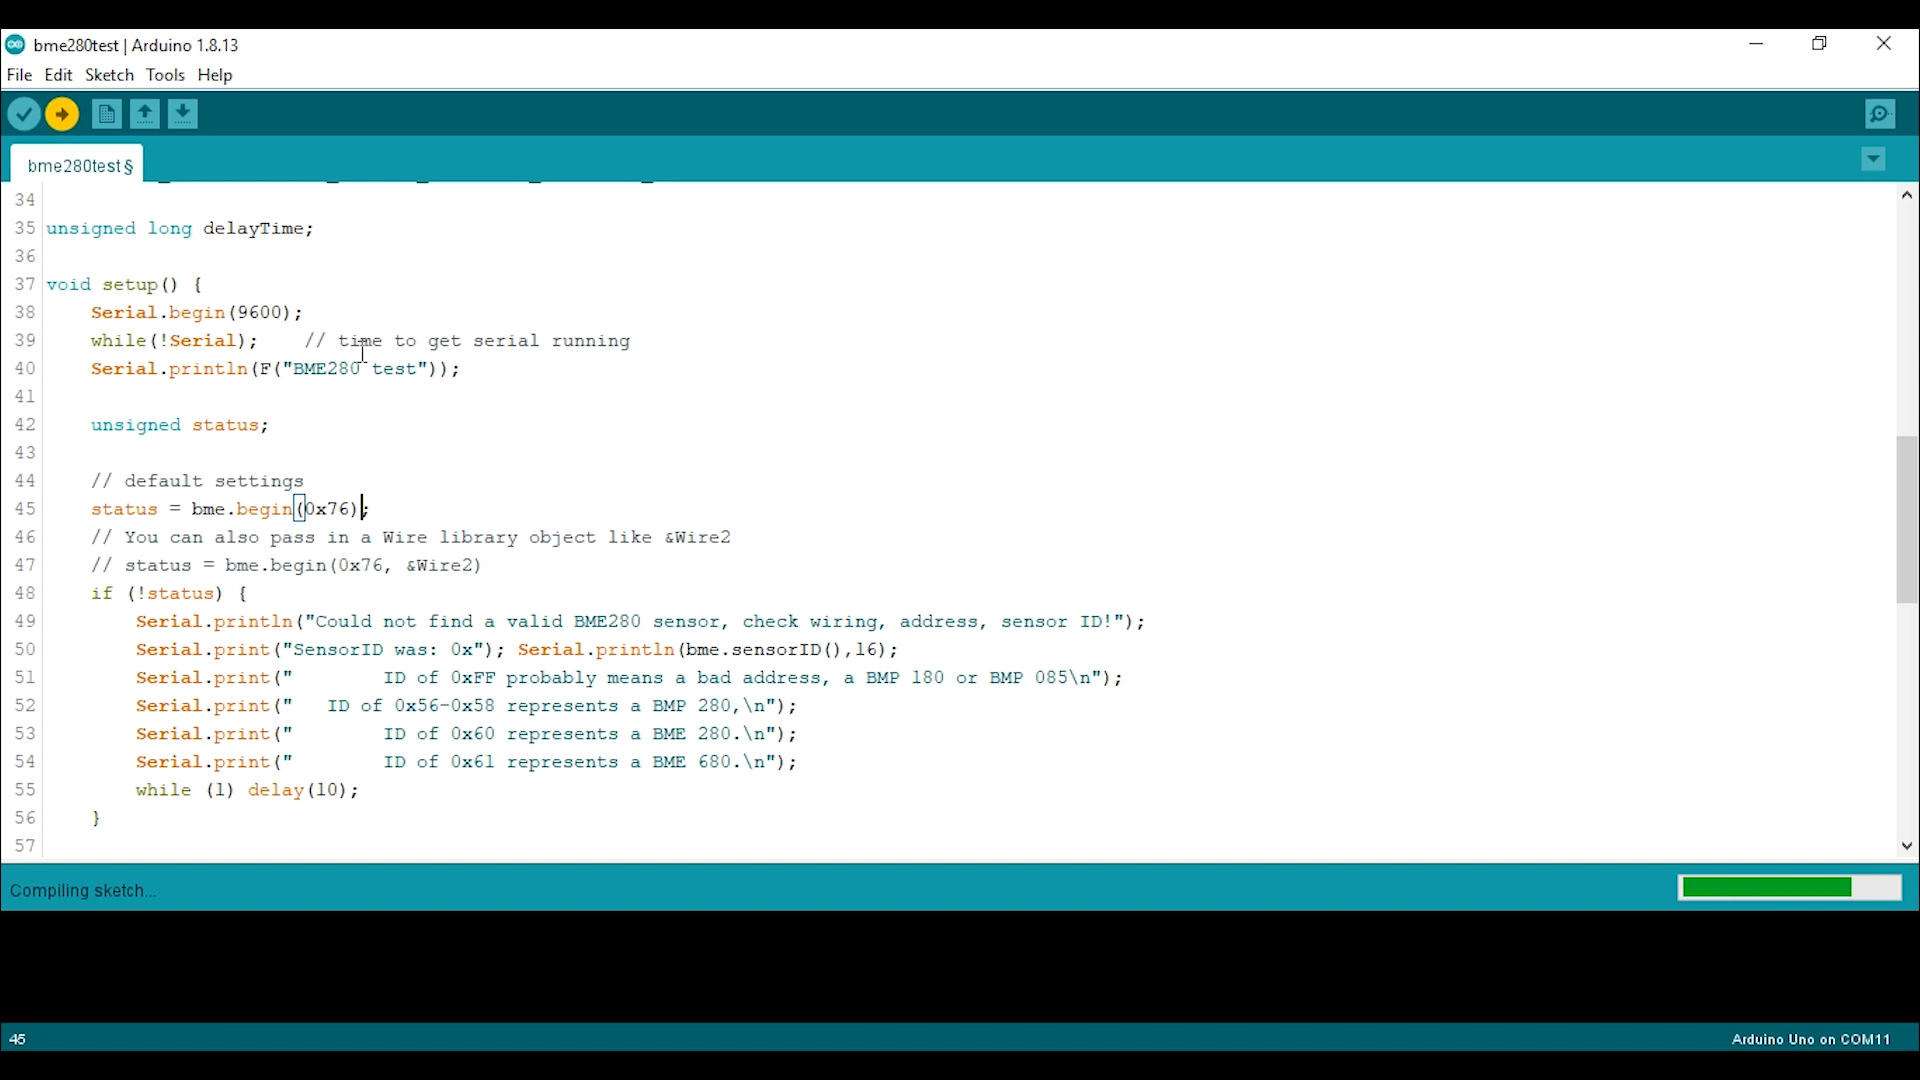 bme280test | Arduino 1.8.13
File Edit Sketch Tools Help
bme280test§
34
35 unsigned long delayTime;
36
37 void setup() {
38 Serial.begin(9600);
39 while(!Serial);    // time to get serial running
40 Serial.println(F("BME280 test"));
41
42 unsigned status;
43
44 // default settings
45 status = bme.begin(0x76);
46 // You can also pass in a Wire library object like &Wire2
47 // status = bme.begin(0x76, &Wire2)
48 if (!status) {
49 Serial.println("Could not find a valid BME280 sensor, check wiring, address, sensor ID!");
50 Serial.print("SensorID was: 0x"); Serial.println(bme.sensorID(),16);
51 Serial.print("        ID of 0xFF probably means a bad address, a BMP 180 or BMP 085\n");
52 Serial.print("   ID of 0x56-0x58 represents a BMP 280,\n");
53 Serial.print("        ID of 0x60 represents a BME 280.\n");
54 Serial.print("        ID of 0x61 represents a BME 680.\n");
55 while (1) delay(10);
56 }
57
Compiling sketch...
45
Arduino Uno on COM11